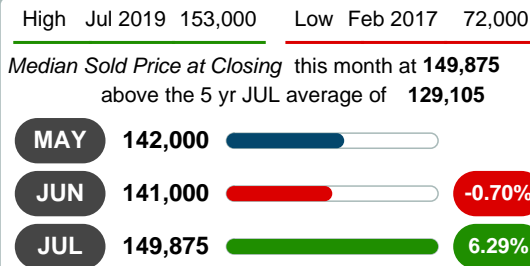 High Jul 2019 153,000 Low Feb 2017 72,000
Median Sold Price at Closing this month at 149,875
above the 5 yr JUL average of 129,105
MAY 142,000
JUN 141,000 -0.70%
JUL 149,875 6.29%